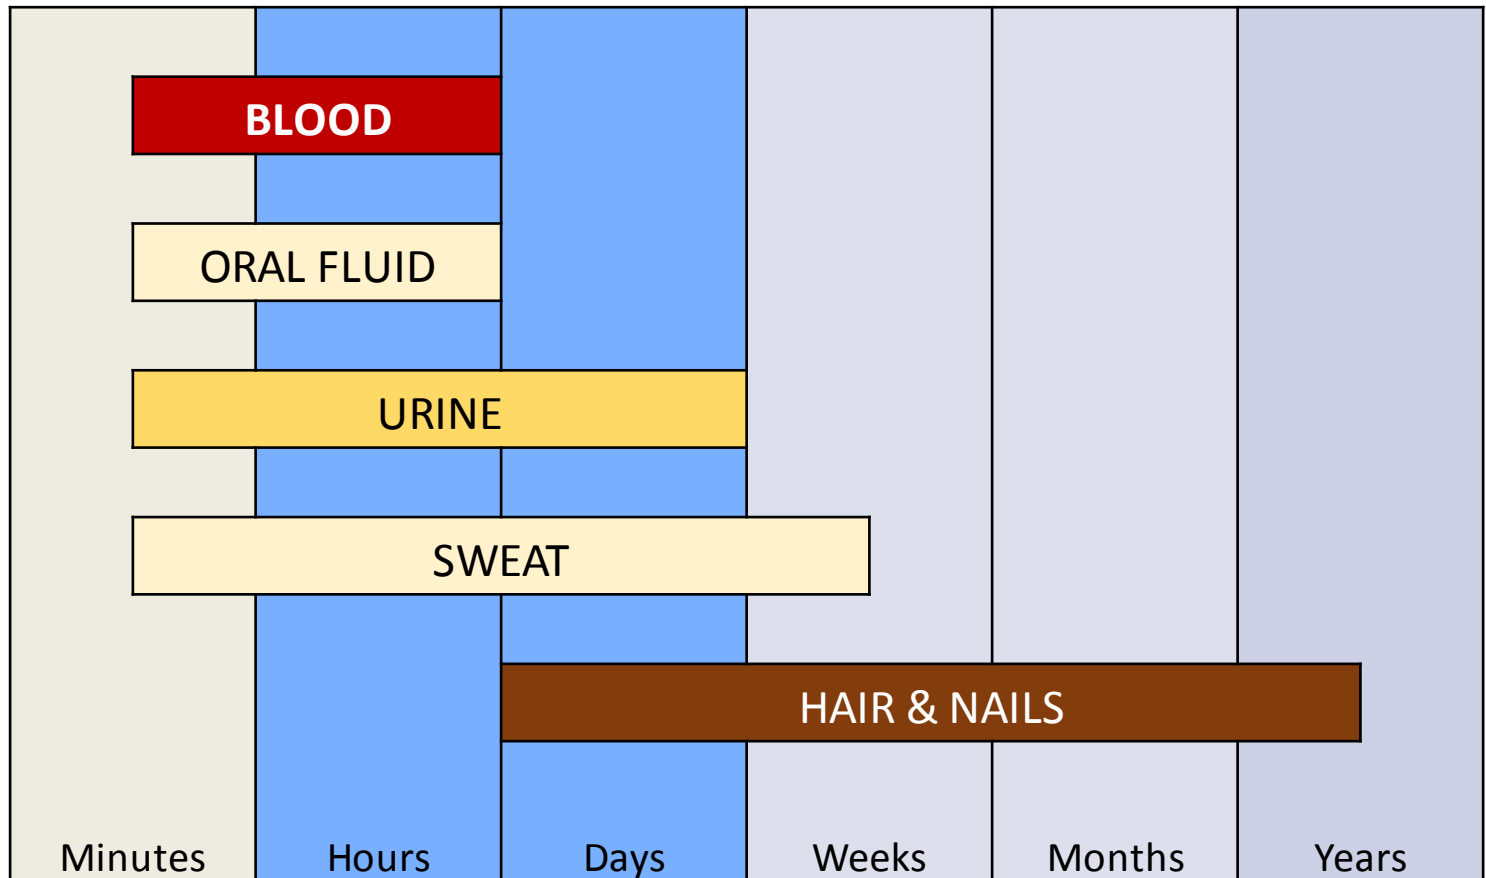 BLOOD
ORAL FLUID
URINE
SWEAT
HAIR & NAILS
Minutes Hours Days Weeks Months Years